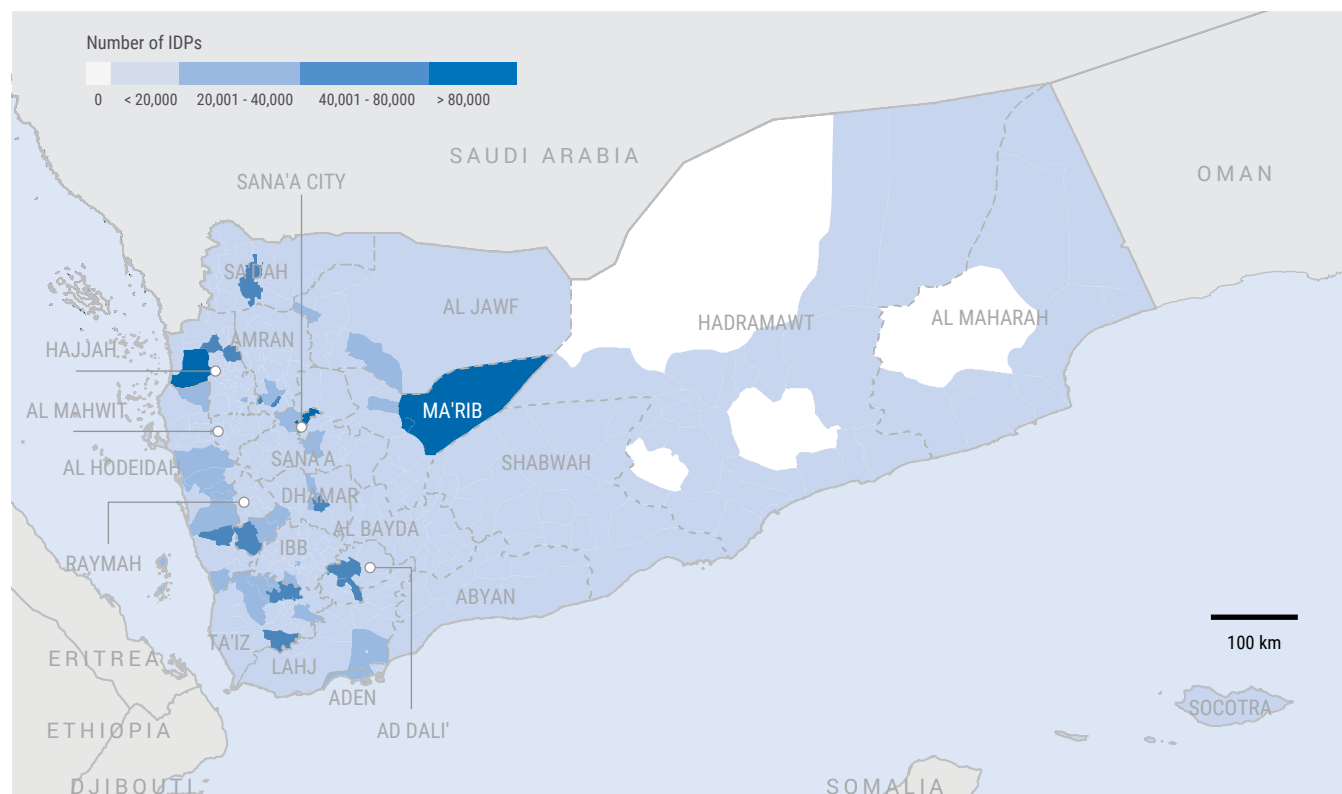 Number of IDPs
0 < 20,000 20,001 - 40,000 40,001 - 80,000 > 80,000
SAUDI ARABIA
OMAN
SANA'A CITY
SA'DAH
AL JAWF
HADRAMAWT
AL MAHARAH
HAJJAH
AMRAN
AL MAHWIT
MA'RIB
AL HODEIDAH
SANA'A
SHABWAH
DHAMAR
AL BAYDA
IBB
RAYMAH
ABYAN
TA'IZ
LAHJ
ERITREA
ADEN
100 km
SOCOTRA
ETHIOPIA
AD DALI'
DJIBOUTI
SOMALIA